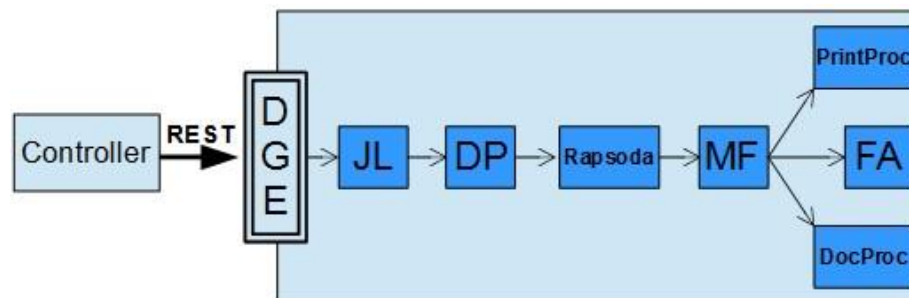 Controller
REST
D
G
E
JL
DP
Rapsoda
MF
PrintProc
FA
DocProc